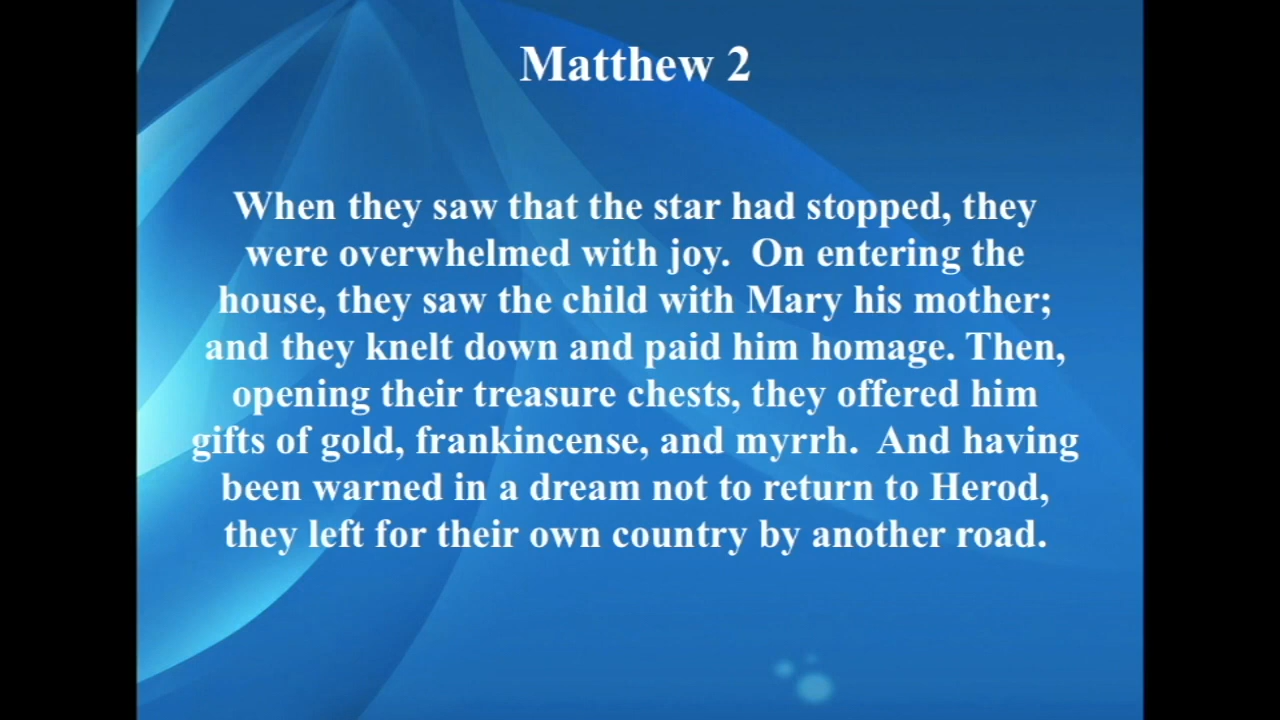 Matthew 2
When they saw that the star had stopped, they
were overwhelmed with joy.  On entering the
house, they saw the child with Mary his mother;
and they knelt down and paid him homage. Then,
opening their treasure chests, they offered him
gifts of gold, frankincense, and myrrh.  And having
been warned in a dream not to return to Herod,
they left for their own country by another road.